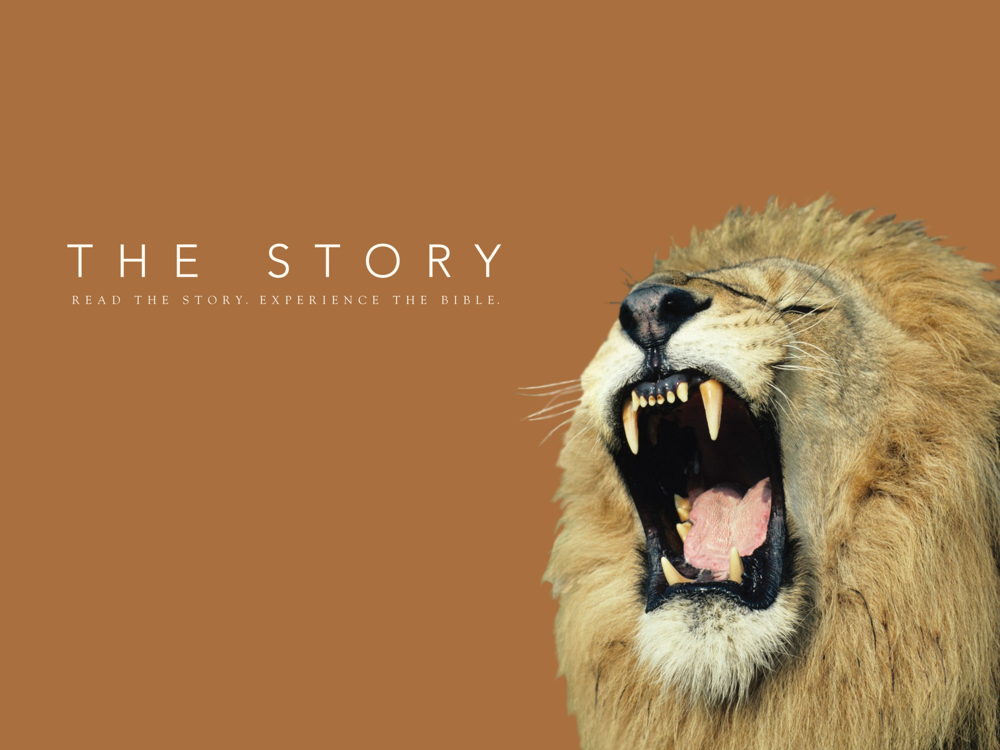 THE STORY
READ THE STORY. EXPERIENCE THE BIBLE.